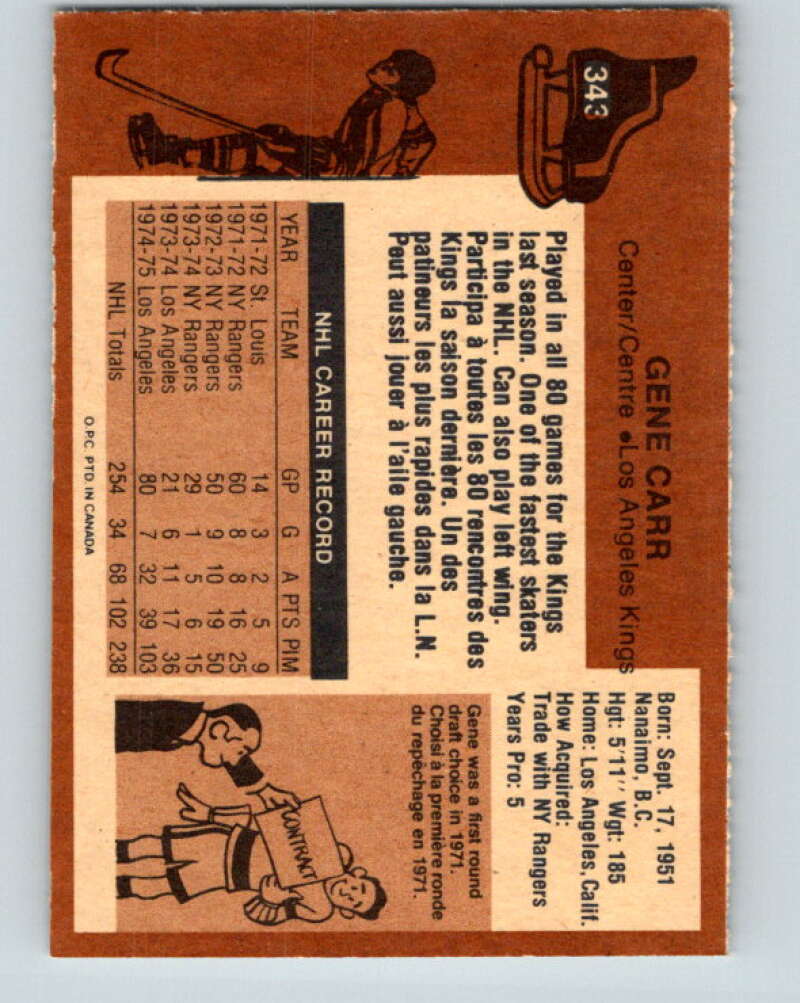 343
GENE CARR
Center/Centre • Los Angeles Kings
Born: Sept. 17, 1951
Nanaimo, B.C.
Hgt: 5'11'' Wgt: 185
Home: Los Angeles, Calif.
How Acquired:
Trade with NY Rangers
Years Pro: 5
Played in all 80 games for the Kings
last season. One of the fastest skaters
in the NHL. Can also play left wing.
Participa à toutes les 80 rencontres des
Kings la saison dernière. Un des
patineurs les plus rapides dans la L.N.
Peut aussi jouer à l'aile gauche.
NHL CAREER RECORD
YEAR TEAM GP G A PTS PIM
1971-72 St. Louis 14 3 2 5 9
1971-72 NY Rangers 60 8 8 16 25
1972-73 NY Rangers 50 9 10 19 50
1973-74 NY Rangers 29 1 5 6 15
1973-74 Los Angeles 21 6 11 17 36
1974-75 Los Angeles 80 7 32 39 103
NHL Totals 254 34 68 102 238
Gene was a first round
draft choice in 1971.
Choisi à la première ronde
du repêchage en 1971.
CONTRACT
O.P.C. PTD. IN CANADA